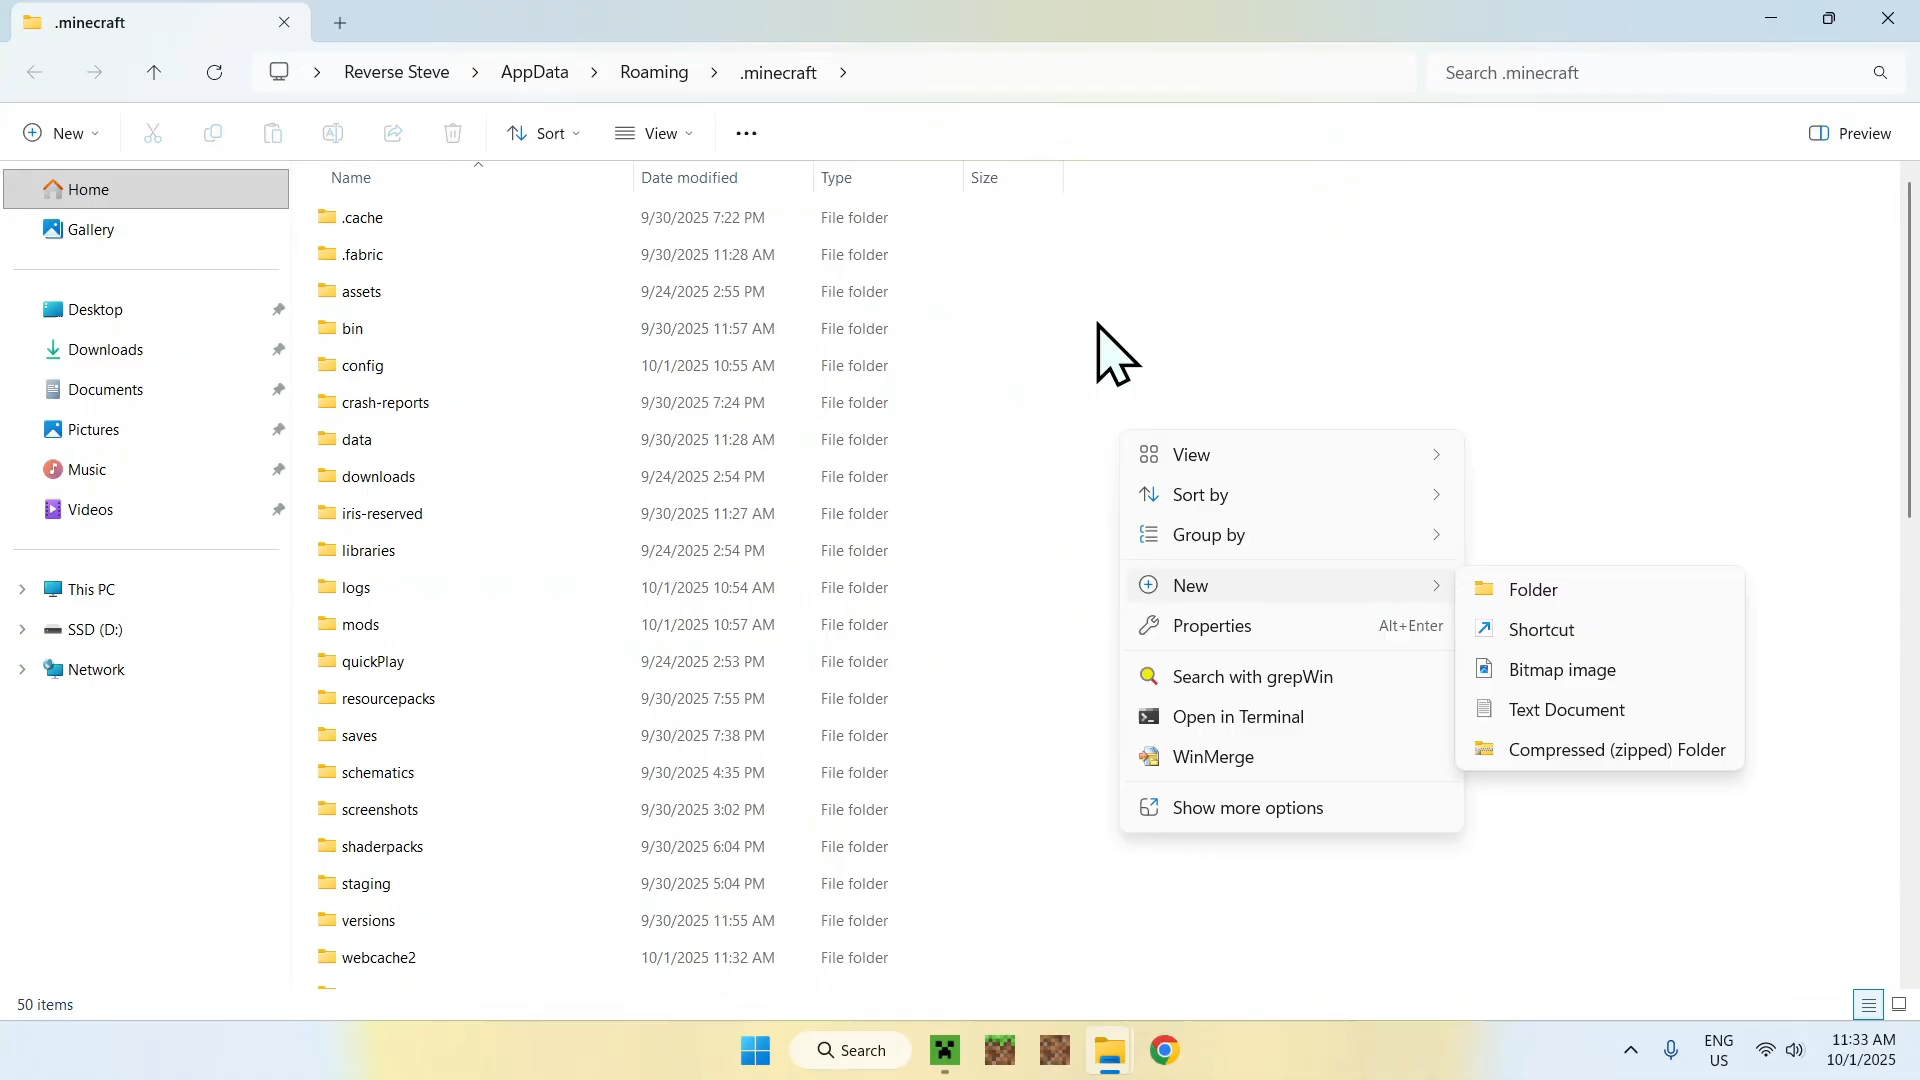 .minecraft
Reverse Steve
AppData
Roaming
.minecraft
Search .minecraft
New
Sort
View
Preview
Home
Gallery
Desktop
Downloads
Documents
Pictures
Music
Videos
This PC
SSD (D:)
Network
Name Date modified Type Size
.cache 9/30/2025 7:22 PM File folder
.fabric 9/30/2025 11:28 AM File folder
assets 9/24/2025 2:55 PM File folder
bin 9/30/2025 11:57 AM File folder
config 10/1/2025 10:55 AM File folder
crash-reports 9/30/2025 7:24 PM File folder
data 9/30/2025 11:28 AM File folder
downloads 9/24/2025 2:54 PM File folder
iris-reserved 9/30/2025 11:27 AM File folder
libraries 9/24/2025 2:54 PM File folder
logs 10/1/2025 10:54 AM File folder
mods 10/1/2025 10:57 AM File folder
quickPlay 9/24/2025 2:53 PM File folder
resourcepacks 9/30/2025 7:55 PM File folder
saves 9/30/2025 7:38 PM File folder
schematics 9/30/2025 4:35 PM File folder
screenshots 9/30/2025 3:02 PM File folder
shaderpacks 9/30/2025 6:04 PM File folder
staging 9/30/2025 5:04 PM File folder
versions 9/30/2025 11:55 AM File folder
webcache2 10/1/2025 11:32 AM File folder
View
Sort by
Group by
New
Properties Alt+Enter
Search with grepWin
Open in Terminal
WinMerge
Show more options
Folder
Shortcut
Bitmap image
Text Document
Compressed (zipped) Folder
50 items
Search
ENG
US
11:33 AM
10/1/2025